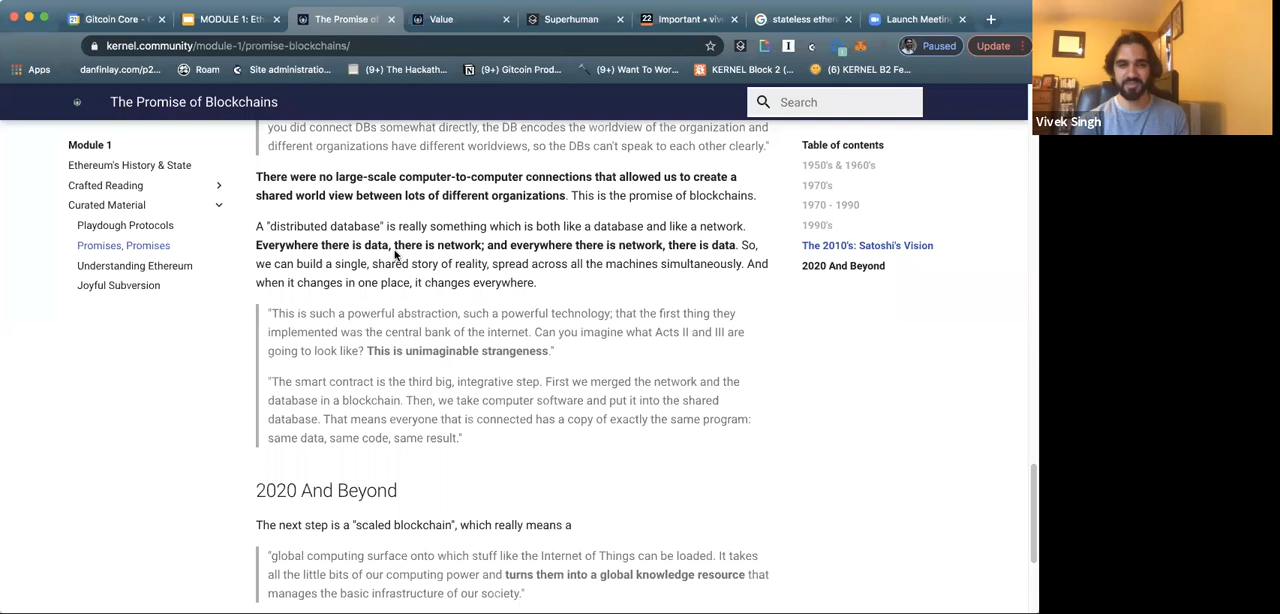 Gitcoin Core -
MODULE 1: Eth
The Promise of
Value
Superhuman
Important • viv
stateless ether
Launch Meetin
kernel.community/module-1/promise-blockchains/
Paused
Update
Apps
danfinlay.com/p2...
Roam
Site administratio...
(9+) The Hackath...
(9+) Gitcoin Prod...
(9+) Want To Wor...
KERNEL Block 2 (...
(6) KERNEL B2 Fe...
Vivek Singh
The Promise of Blockchains
Search
Module 1
Ethereum's History & State
Crafted Reading
Curated Material
Playdough Protocols
Promises, Promises
Understanding Ethereum
Joyful Subversion
you did connect DBs somewhat directly, the DB encodes the worldview of the organization and
different organizations have different worldviews, so the DBs can't speak to each other clearly."
There were no large-scale computer-to-computer connections that allowed us to create a
shared world view between lots of different organizations. This is the promise of blockchains.
A "distributed database" is really something which is both like a database and like a network.
Everywhere there is data, there is network; and everywhere there is network, there is data. So,
we can build a single, shared story of reality, spread across all the machines simultaneously. And
when it changes in one place, it changes everywhere.
"This is such a powerful abstraction, such a powerful technology; that the first thing they
implemented was the central bank of the internet. Can you imagine what Acts II and III are
going to look like? This is unimaginable strangeness."
"The smart contract is the third big, integrative step. First we merged the network and the
database in a blockchain. Then, we take computer software and put it into the shared
database. That means everyone that is connected has a copy of exactly the same program:
same data, same code, same result."
2020 And Beyond
The next step is a "scaled blockchain", which really means a
"global computing surface onto which stuff like the Internet of Things can be loaded. It takes
all the little bits of our computing power and turns them into a global knowledge resource that
manages the basic infrastructure of our society."
Table of contents
1950's & 1960's
1970's
1970 - 1990
1990's
The 2010's: Satoshi's Vision
2020 And Beyond